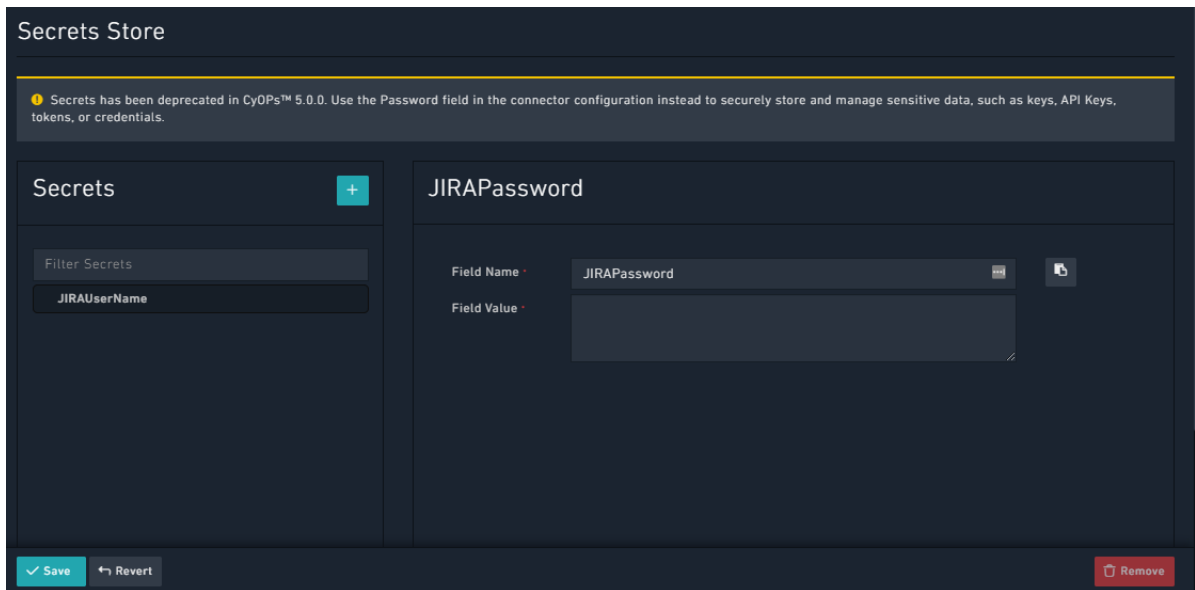 Secrets Store
Secrets has been deprecated in CyOPs™ 5.0.0. Use the Password field in the connector configuration instead to securely store and manage sensitive data, such as keys, API Keys,
tokens, or credentials.
Secrets
+
Filter Secrets
JIRAUserName
JIRAPassword
Field Name
JIRAPassword
Field Value
Save
Revert
Remove